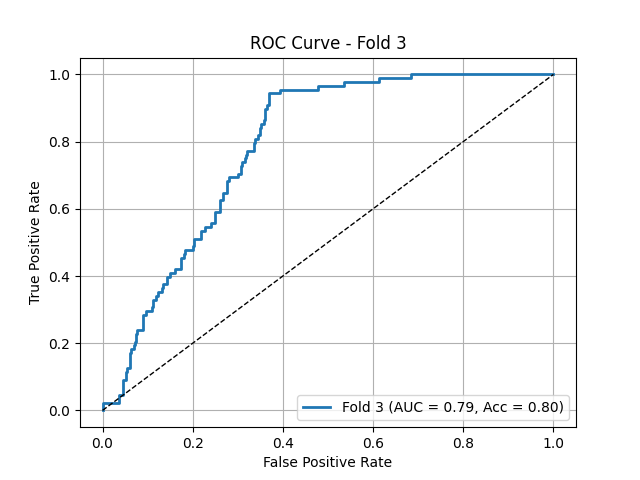 ROC Curve - Fold 3
True Positive Rate
1.0
0.8
0.6
0.4
0.2
0.0
Fold 3 (AUC = 0.79, Acc = 0.80)
0.0 0.2 0.4 0.6 0.8 1.0
False Positive Rate